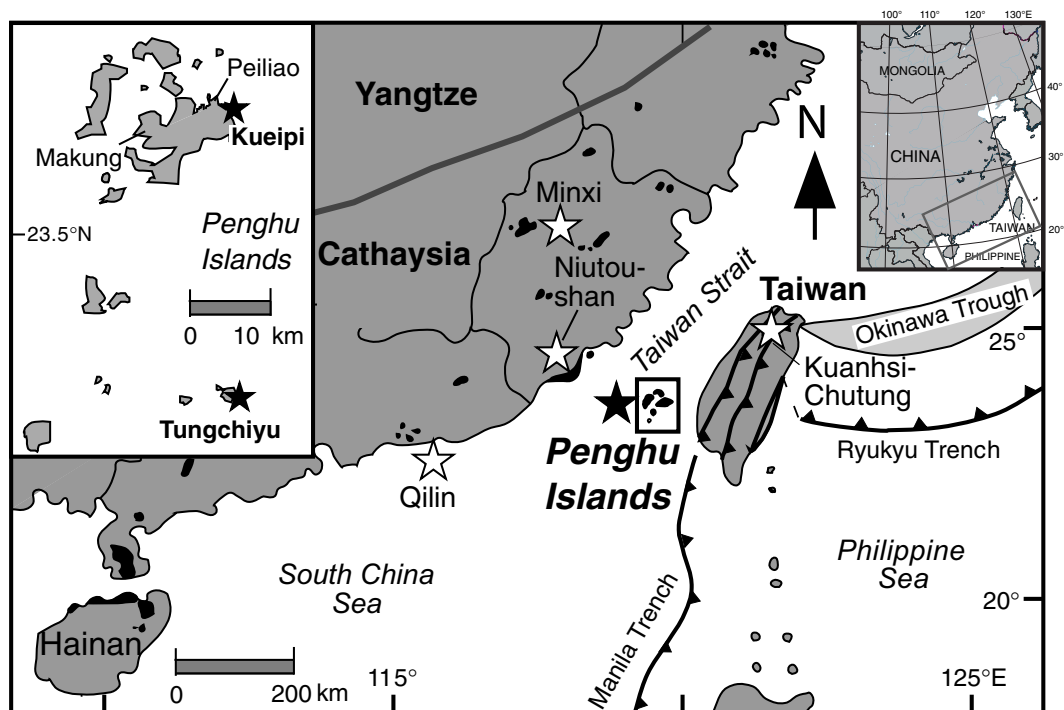 100° 110° 120° 130°E
MONGOLIA
40°
CHINA
30°
TAIWAN
20°
PHILIPPINE
Peiliao
Kueipi
Makung
23.5°N
Penghu
Islands
0 10 km
Tungchiyu
Yangtze
Cathaysia
Minxi
Niutou-
shan
N
Taiwan Strait
Taiwan
Okinawa Trough
25°
Kuanhsi-
Chutung
Ryukyu Trench
Penghu
Islands
Qilin
South China
Sea
Philippine
Sea
20°
Manila Trench
Hainan
0 200 km
115°
125°E